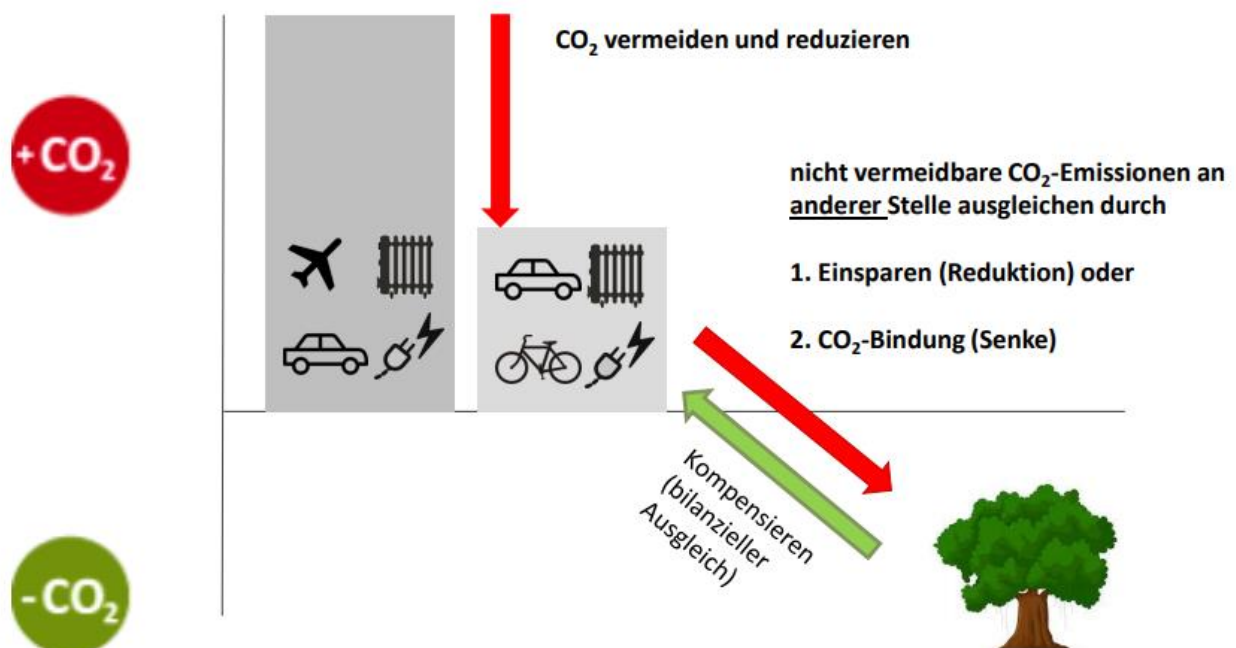 CO₂ vermeiden und reduzieren
+ CO₂
nicht vermeidbare CO₂-Emissionen an
anderer Stelle ausgleichen durch
1. Einsparen (Reduktion) oder
2. CO₂-Bindung (Senke)
Kompensieren
(bilanzieller
Ausgleich)
- CO₂